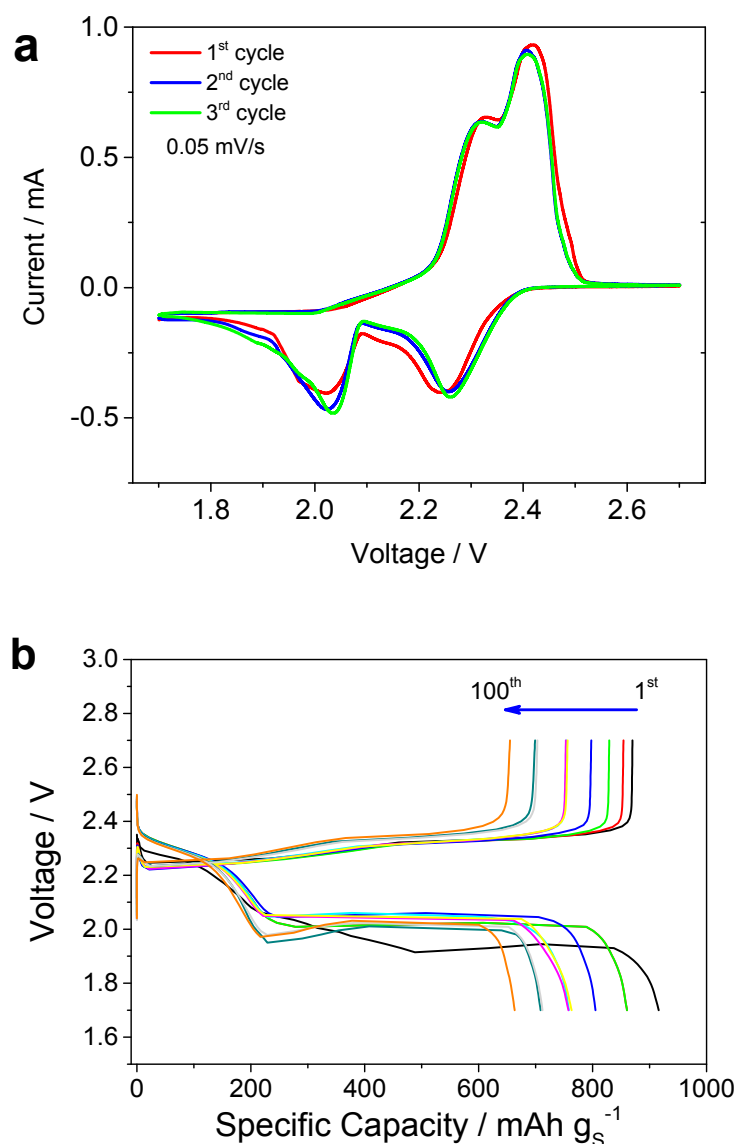 a
1.0
0.5
0.0
-0.5
Current / mA
1st cycle
2nd cycle
3rd cycle
0.05 mV/s
1.8 2.0 2.2 2.4 2.6
Voltage / V
b
3.0
2.8
2.6
2.4
2.2
2.0
1.8
1.6
Voltage / V
100th 1st
0 200 400 600 800 1000
Specific Capacity / mAh gS-1